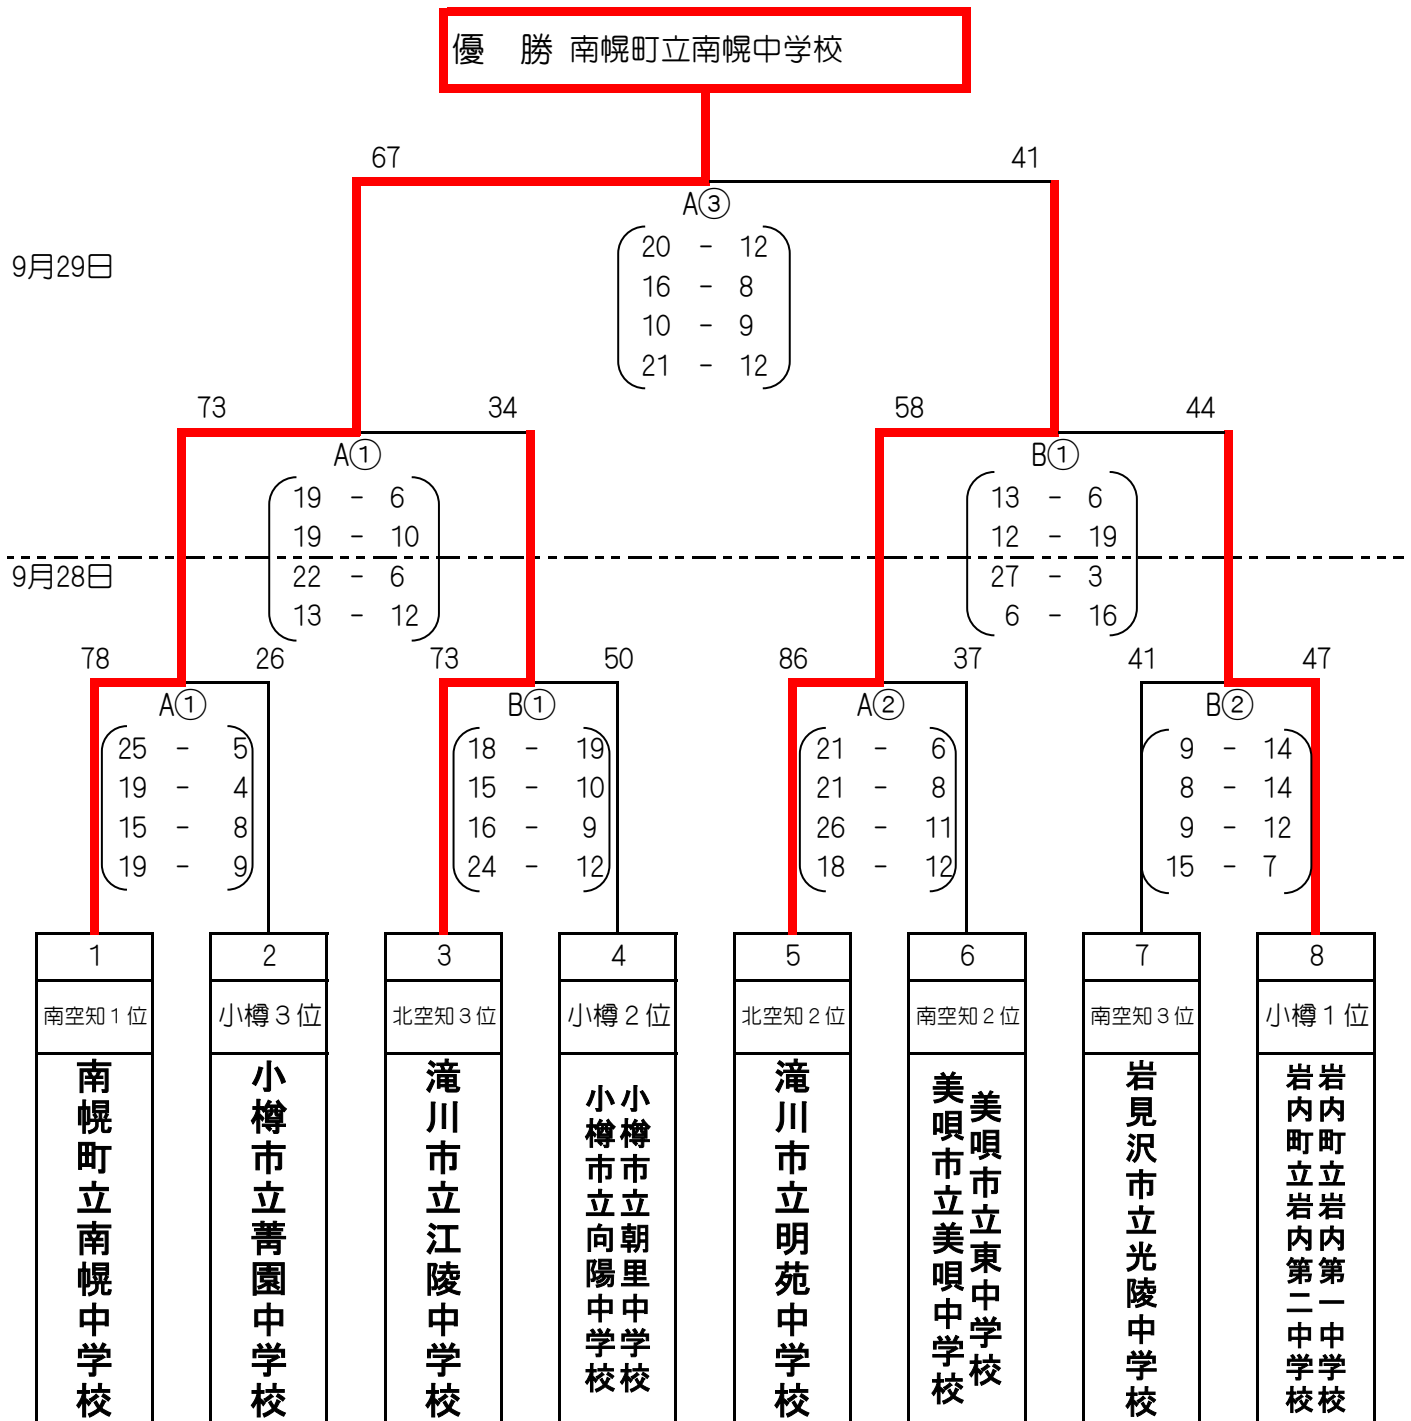 優 勝 南幌町立南幌中学校
67 41
A③
20 - 12
9月29日
16 - 8
10 - 9
21 - 12
73 34 58 44
A① B①
19 - 6 13 - 6
19 - 10 12 - 19
9月28日
22 - 6 27 - 3
13 - 12 6 - 16
78 26 73 50 86 37 41 47
A① B① A② B②
25 - 5 18 - 19 21 - 6 9 - 14
19 - 4 15 - 10 21 - 8 8 - 14
15 - 8 16 - 9 26 - 11 9 - 12
19 - 9 24 - 12 18 - 12 15 - 7
1 2 3 4 5 6 7 8
南空知1位 小樽3位 北空知3位 小樽2位 北空知2位 南空知2位 南空知3位 小樽1位
南幌町立南幌中学校
小樽市立菁園中学校
滝川市立江陵中学校
小樽市立朝里中学校
小樽市立向陽中学校
滝川市立明苑中学校
美唄市立東中学校
美唄市立美唄中学校
岩見沢市立光陵中学校
岩内町立岩内第一中学校
岩内町立岩内第二中学校